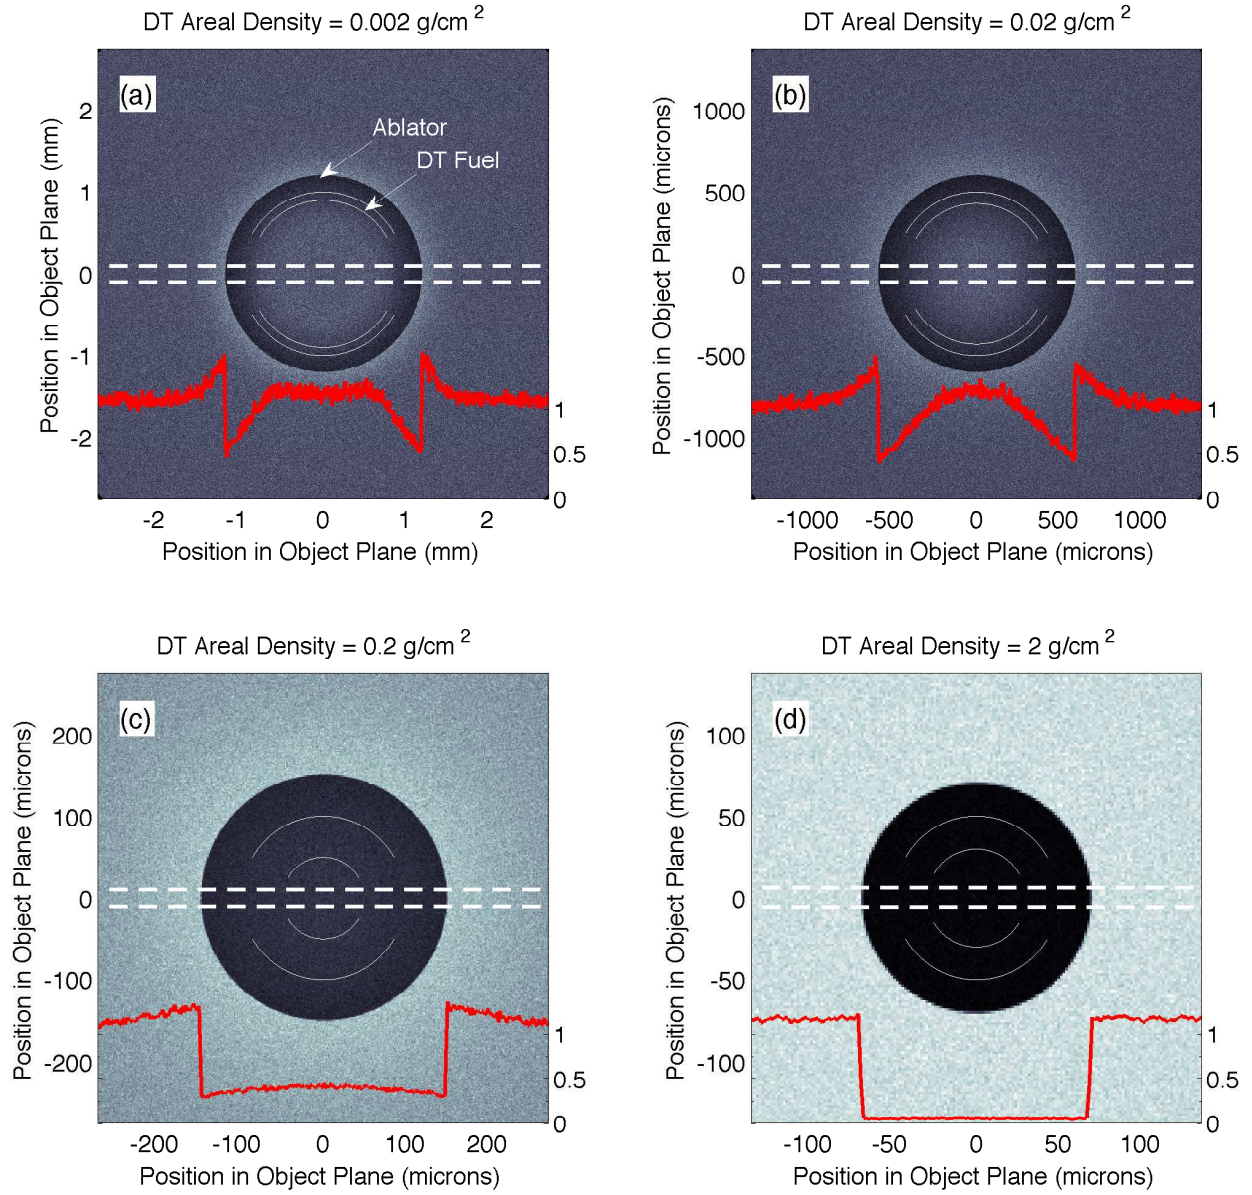 DT Areal Density = 0.002 g/cm 2
(a)
Ablator
DT Fuel
Position in Object Plane (mm)
2
1
0
-1
-2
1
0.5
0
-2 -1 0 1 2
Position in Object Plane (mm)
DT Areal Density = 0.02 g/cm 2
(b)
Position in Object Plane (microns)
1000
500
0
-500
-1000
1
0.5
0
-1000 -500 0 500 1000
Position in Object Plane (microns)
DT Areal Density = 0.2 g/cm 2
(c)
Position in Object Plane (microns)
200
100
0
-100
-200
1
0.5
0
-200 -100 0 100 200
Position in Object Plane (microns)
DT Areal Density = 2 g/cm 2
(d)
Position in Object Plane (microns)
100
50
0
-50
-100
1
0.5
0
-100 -50 0 50 100
Position in Object Plane (microns)